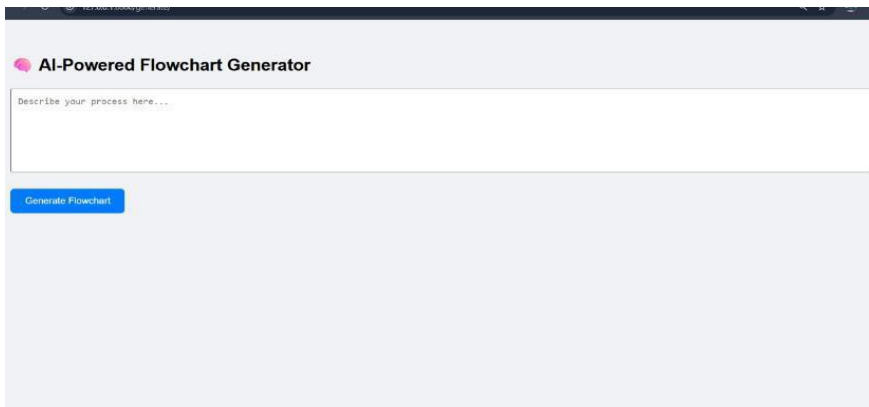 AI-Powered Flowchart Generator
Describe your process here...
Generate Flowchart